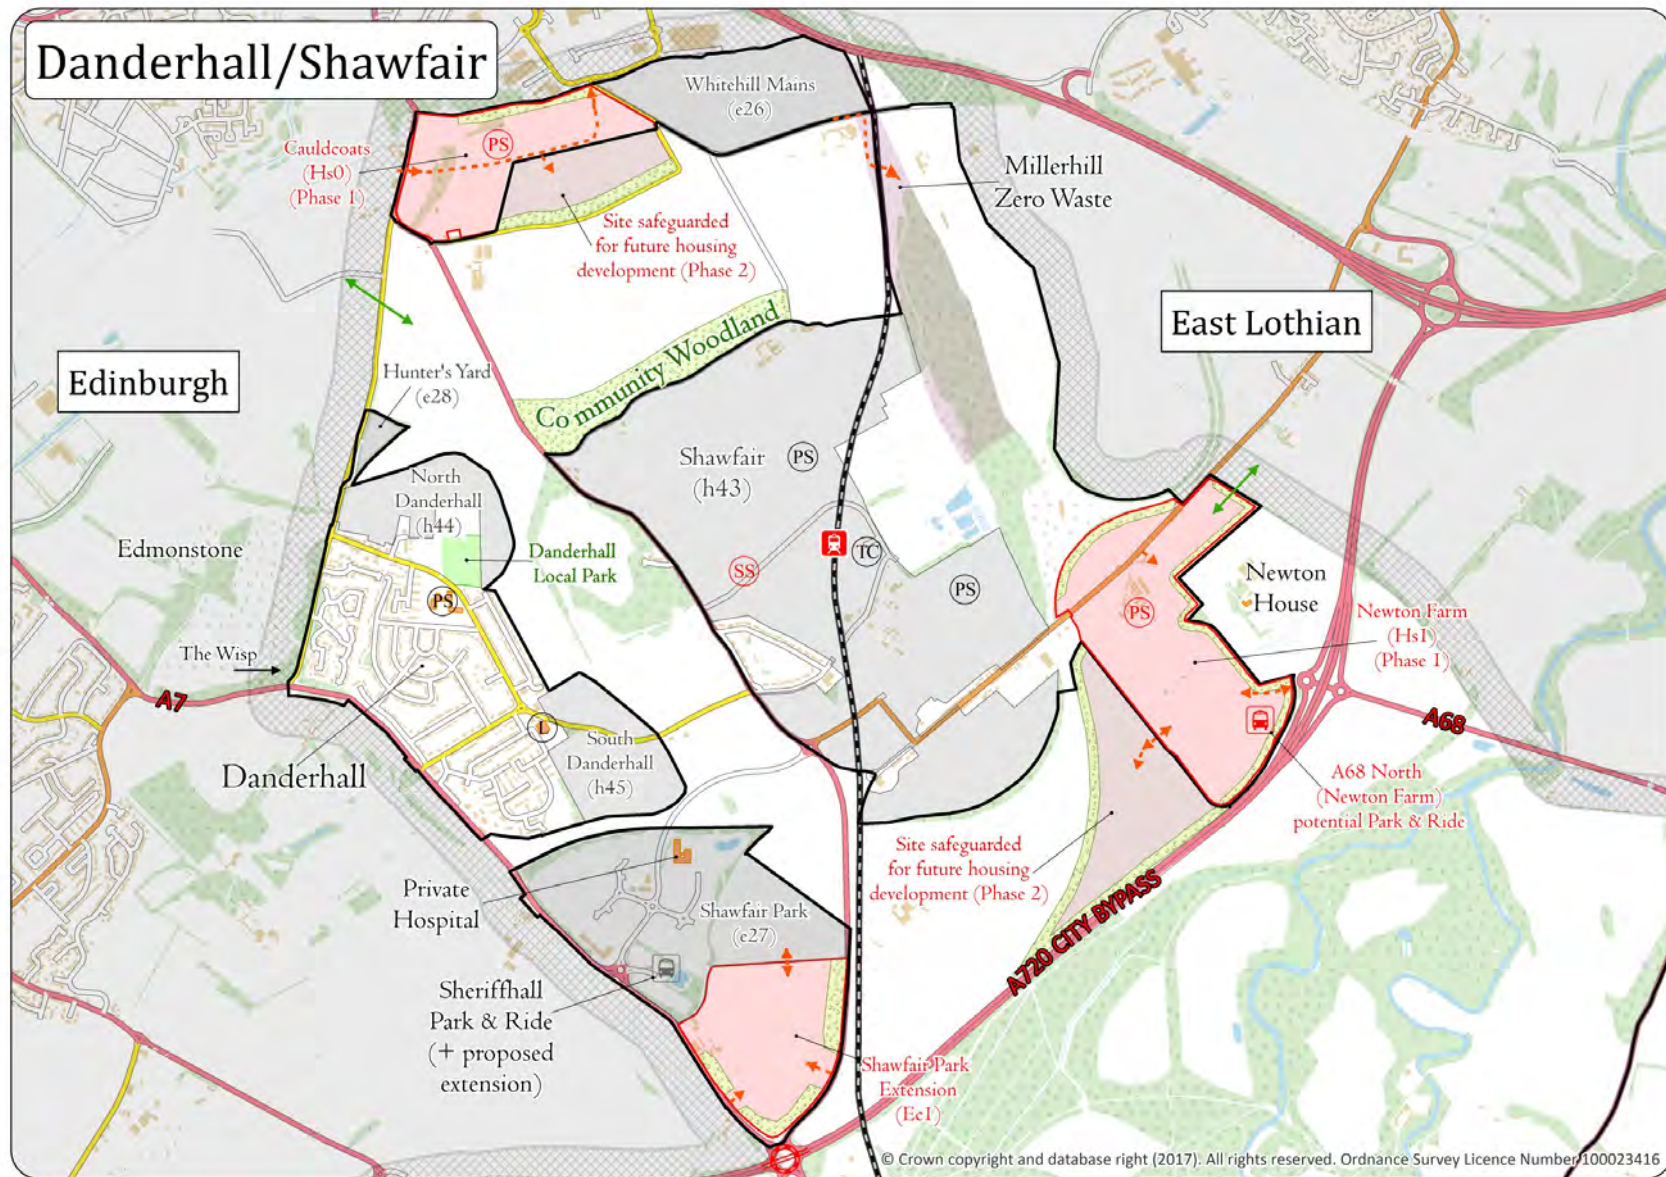 Danderhall/Shawfair
Whitehill Mains
(e26)
Cauldcoats
(Hs0)
(Phase 1)
PS
Millerhill
Zero Waste
Site safeguarded
for future housing
development (Phase 2)
East Lothian
Edinburgh
Hunter's Yard
(e28)
Community Woodland
Shawfair
(h43)
PS
North
Danderhall
(h44)
Edmonstone
Danderhall
Local Park
SS
TC
PS
PS
PS
Newton
House
Newton Farm
(Hs1)
(Phase 1)
The Wisp
A7
A68
L
South
Danderhall
(h45)
Danderhall
A68 North
(Newton Farm)
potential Park & Ride
Site safeguarded
for future housing
development (Phase 2)
Private
Hospital
Shawfair Park
(e27)
A720 CITY BYPASS
Sheriffhall
Park & Ride
(+ proposed
extension)
Shawfair Park
Extension
(Ec1)
© Crown copyright and database right (2017). All rights reserved. Ordnance Survey Licence Number 100023416